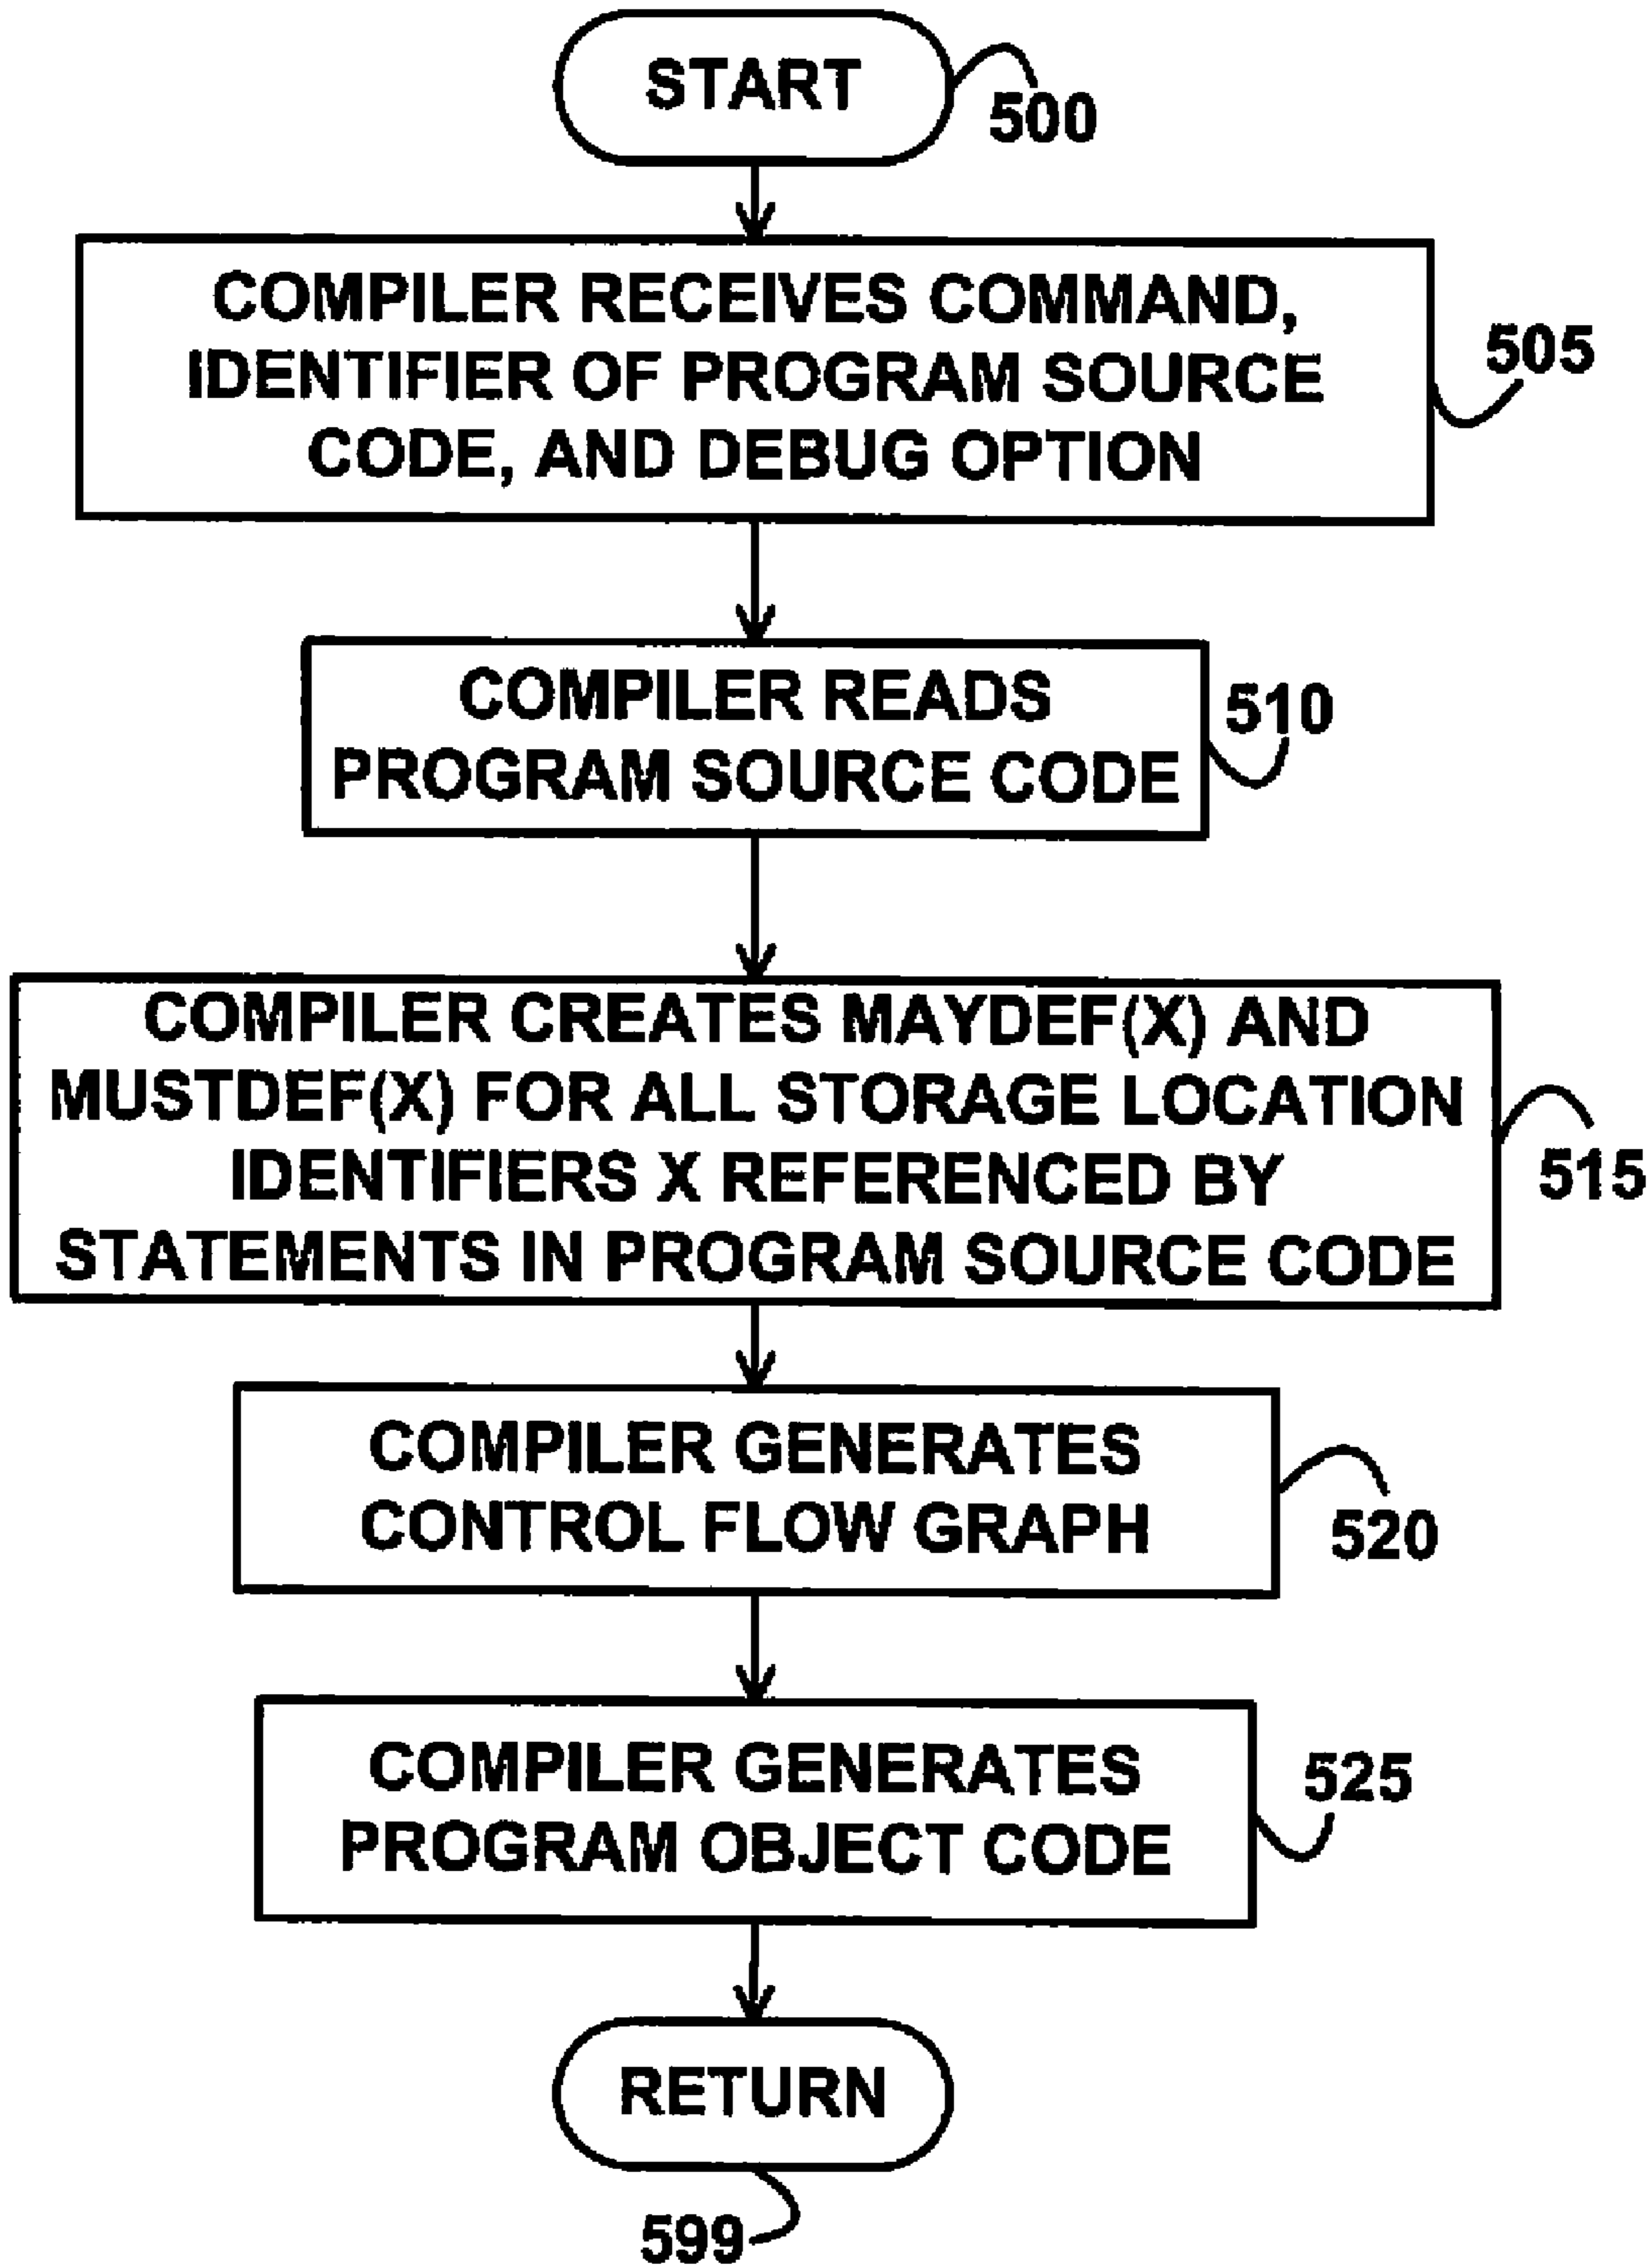 START
500
COMPILER RECEIVES COMMAND,
IDENTIFIER OF PROGRAM SOURCE
CODE, AND DEBUG OPTION
505
COMPILER READS
PROGRAM SOURCE CODE
510
COMPILER CREATES MAYDEF(X) AND
MUSTDEF(X) FOR ALL STORAGE LOCATION
IDENTIFIERS X REFERENCED BY
STATEMENTS IN PROGRAM SOURCE CODE
515
COMPILER GENERATES
CONTROL FLOW GRAPH
520
COMPILER GENERATES
PROGRAM OBJECT CODE
525
RETURN
599